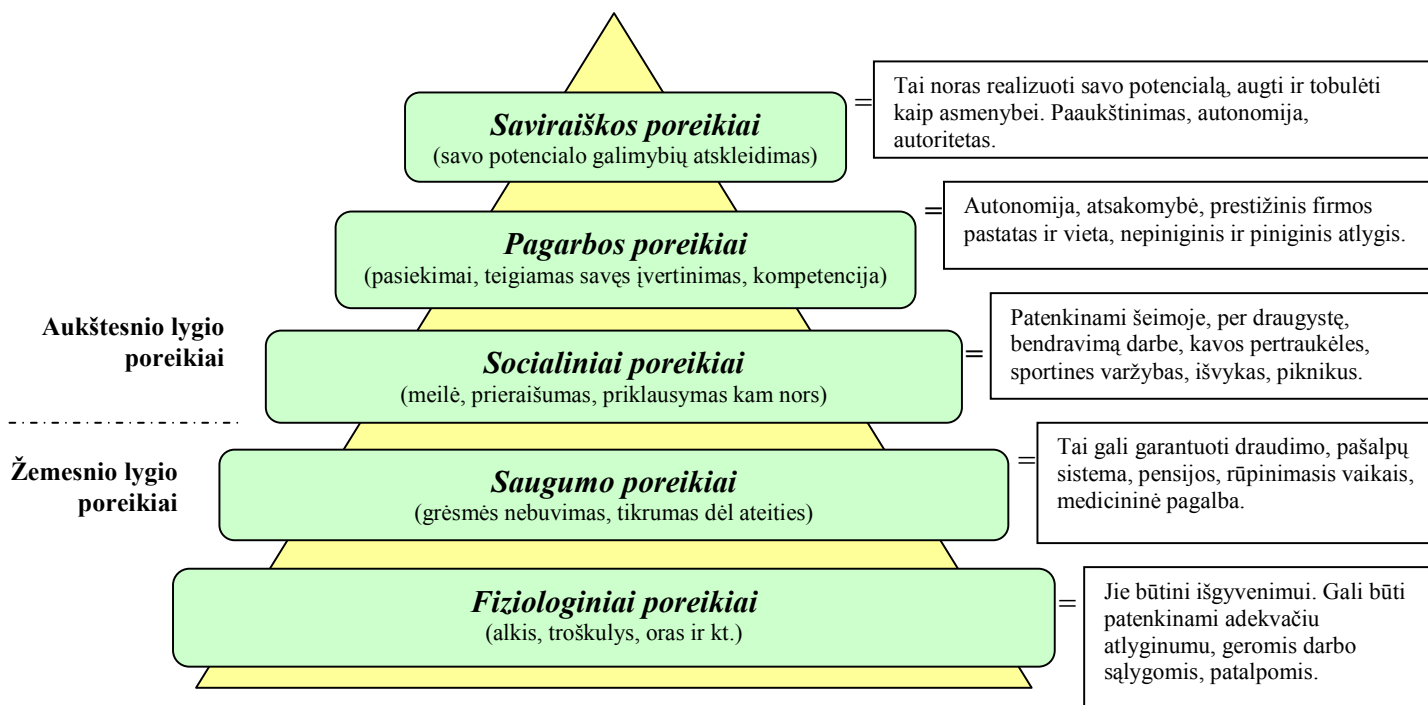 Saviraiškos poreikiai
(savo potencialo galimybių atskleidimas)
=
Tai noras realizuoti savo potencialą, augti ir tobulėti
kaip asmenybei. Paaukštinimas, autonomija,
autoritetas.
Pagarbos poreikiai
(pasiekimai, teigiamas savęs įvertinimas, kompetencija)
=
Autonomija, atsakomybė, prestižinis firmos
pastatas ir vieta, nepiniginis ir piniginis atlygis.
Aukštesnio lygio
poreikiai
Socialiniai poreikiai
(meilė, prieraišumas, priklausymas kam nors)
=
Patenkinami šeimoje, per draugystę,
bendravimą darbe, kavos pertraukėles,
sportines varžybas, išvykas, piknikus.
Žemesnio lygio
poreikiai
Saugumo poreikiai
(grėsmės nebuvimas, tikrumas dėl ateities)
=
Tai gali garantuoti draudimo, pašalpų
sistema, pensijos, rūpinimasis vaikais,
medicininė pagalba.
Fiziologiniai poreikiai
(alkis, troškulys, oras ir kt.)
=
Jie būtini išgyvenimui. Gali būti
patenkinami adekvačiu
atlyginumu, geromis darbo
sąlygomis, patalpomis.